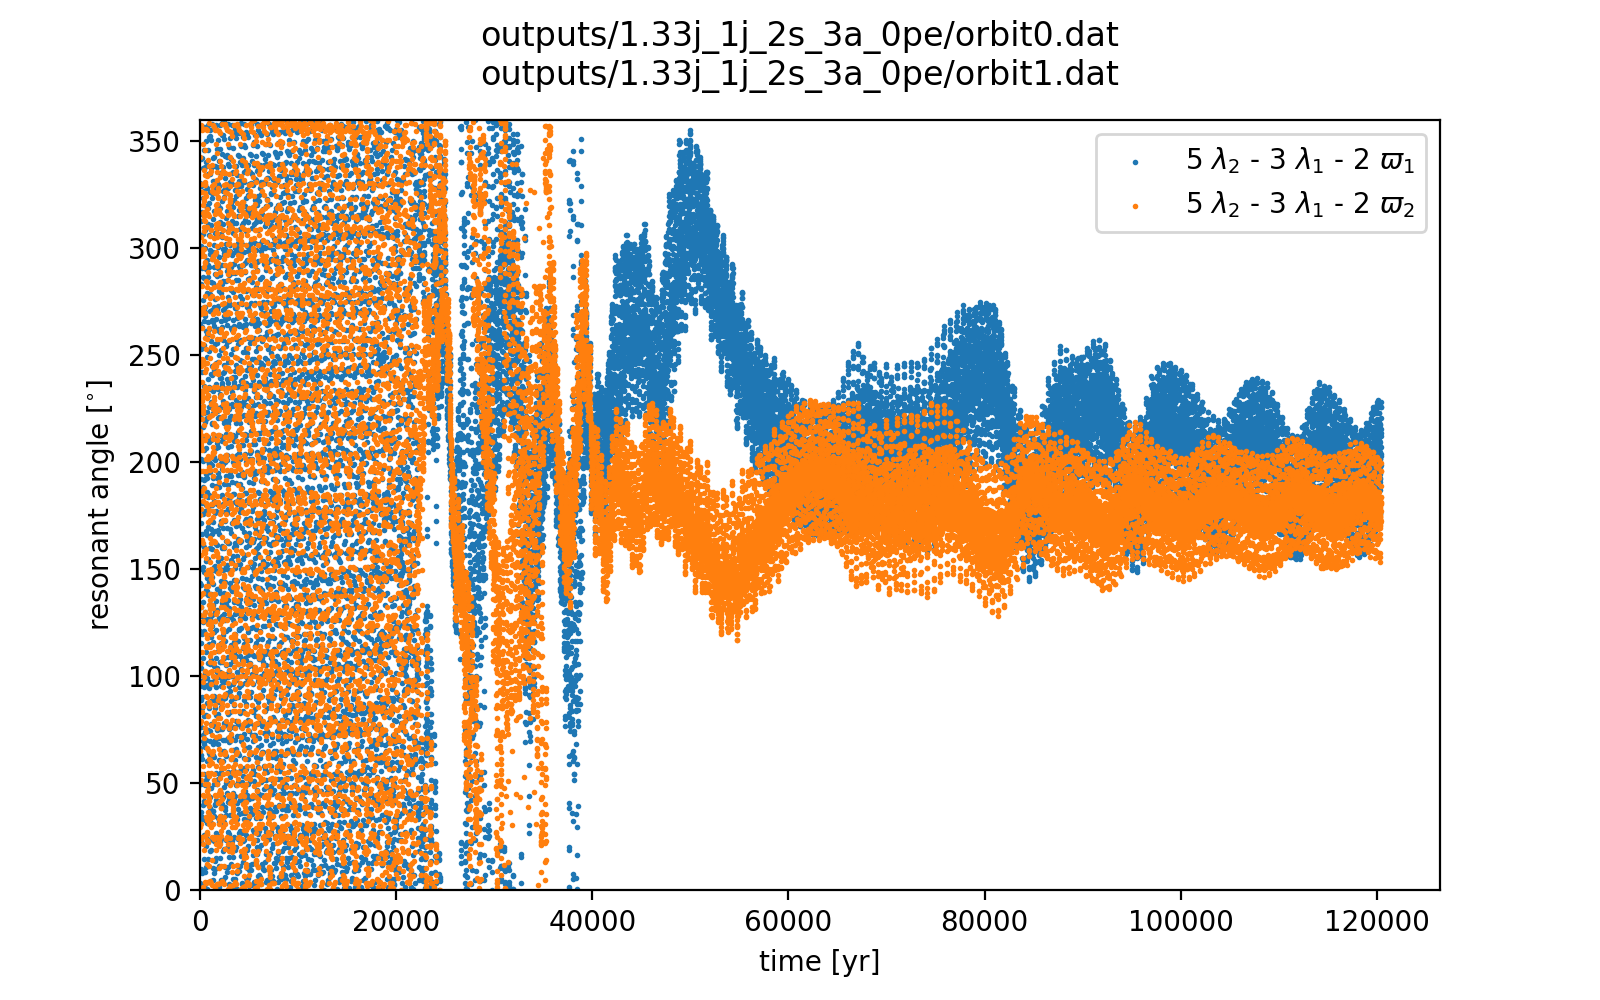 outputs/1.33j_1j_2s_3a_0pe/orbit0.dat
outputs/1.33j_1j_2s_3a_0pe/orbit1.dat
350
300
250
200
150
100
50
0
resonant angle [°]
5 λ₂ - 3 λ₁ - 2 ϖ₁
5 λ₂ - 3 λ₁ - 2 ϖ₂
0 20000 40000 60000 80000 100000 120000
time [yr]